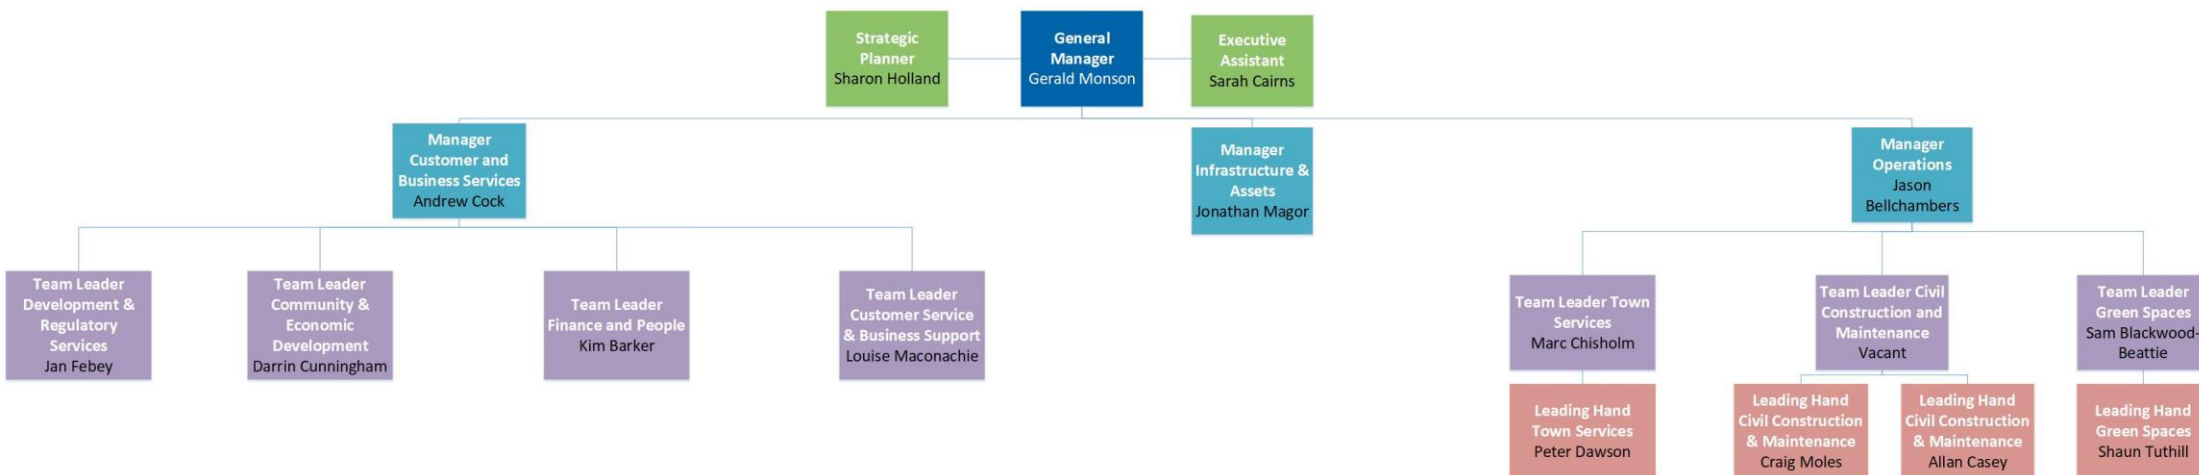 Strategic
Planner
Sharon Holland
General
Manager
Gerald Monson
Executive
Assistant
Sarah Cairns
Manager
Customer and
Business Services
Andrew Cock
Manager
Infrastructure &
Assets
Jonathan Magor
Manager
Operations
Jason
Bellchambers
Team Leader
Development &
Regulatory
Services
Jan Febey
Team Leader
Community &
Economic
Development
Darrin Cunningham
Team Leader
Finance and People
Kim Barker
Team Leader
Customer Service
& Business Support
Louise Maconachie
Team Leader Town
Services
Marc Chisholm
Team Leader Civil
Construction and
Maintenance
Vacant
Team Leader
Green Spaces
Sam Blackwood-
Beattie
Leading Hand
Town Services
Peter Dawson
Leading Hand
Civil Construction
& Maintenance
Craig Moles
Leading Hand
Civil Construction
& Maintenance
Allan Casey
Leading Hand
Green Spaces
Shaun Tuthill